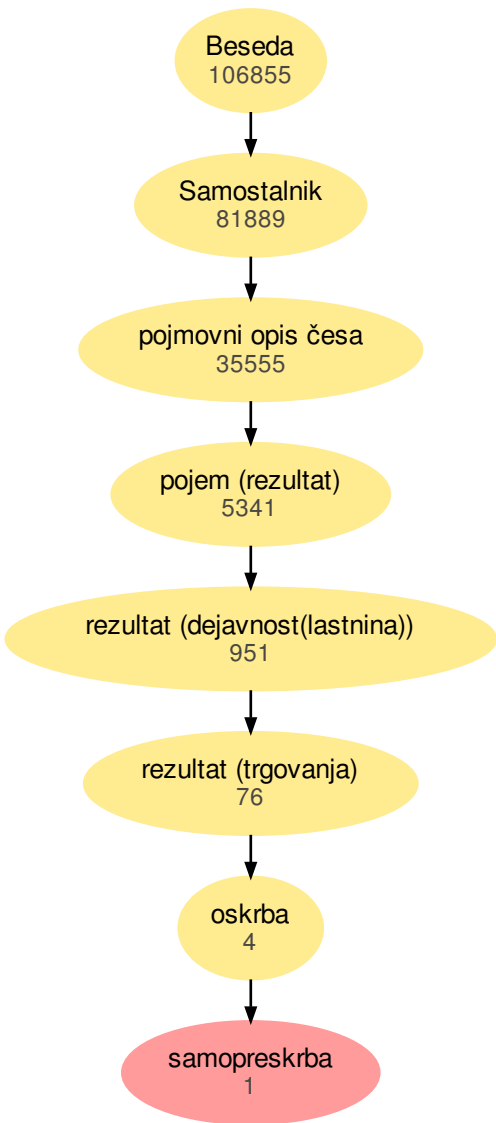 Beseda
106855
Samostalnik
81889
pojmovni opis česa
35555
pojem (rezultat)
5341
rezultat (dejavnost(lastnina))
951
rezultat (trgovanja)
76
oskrba
4
samopreskrba
1